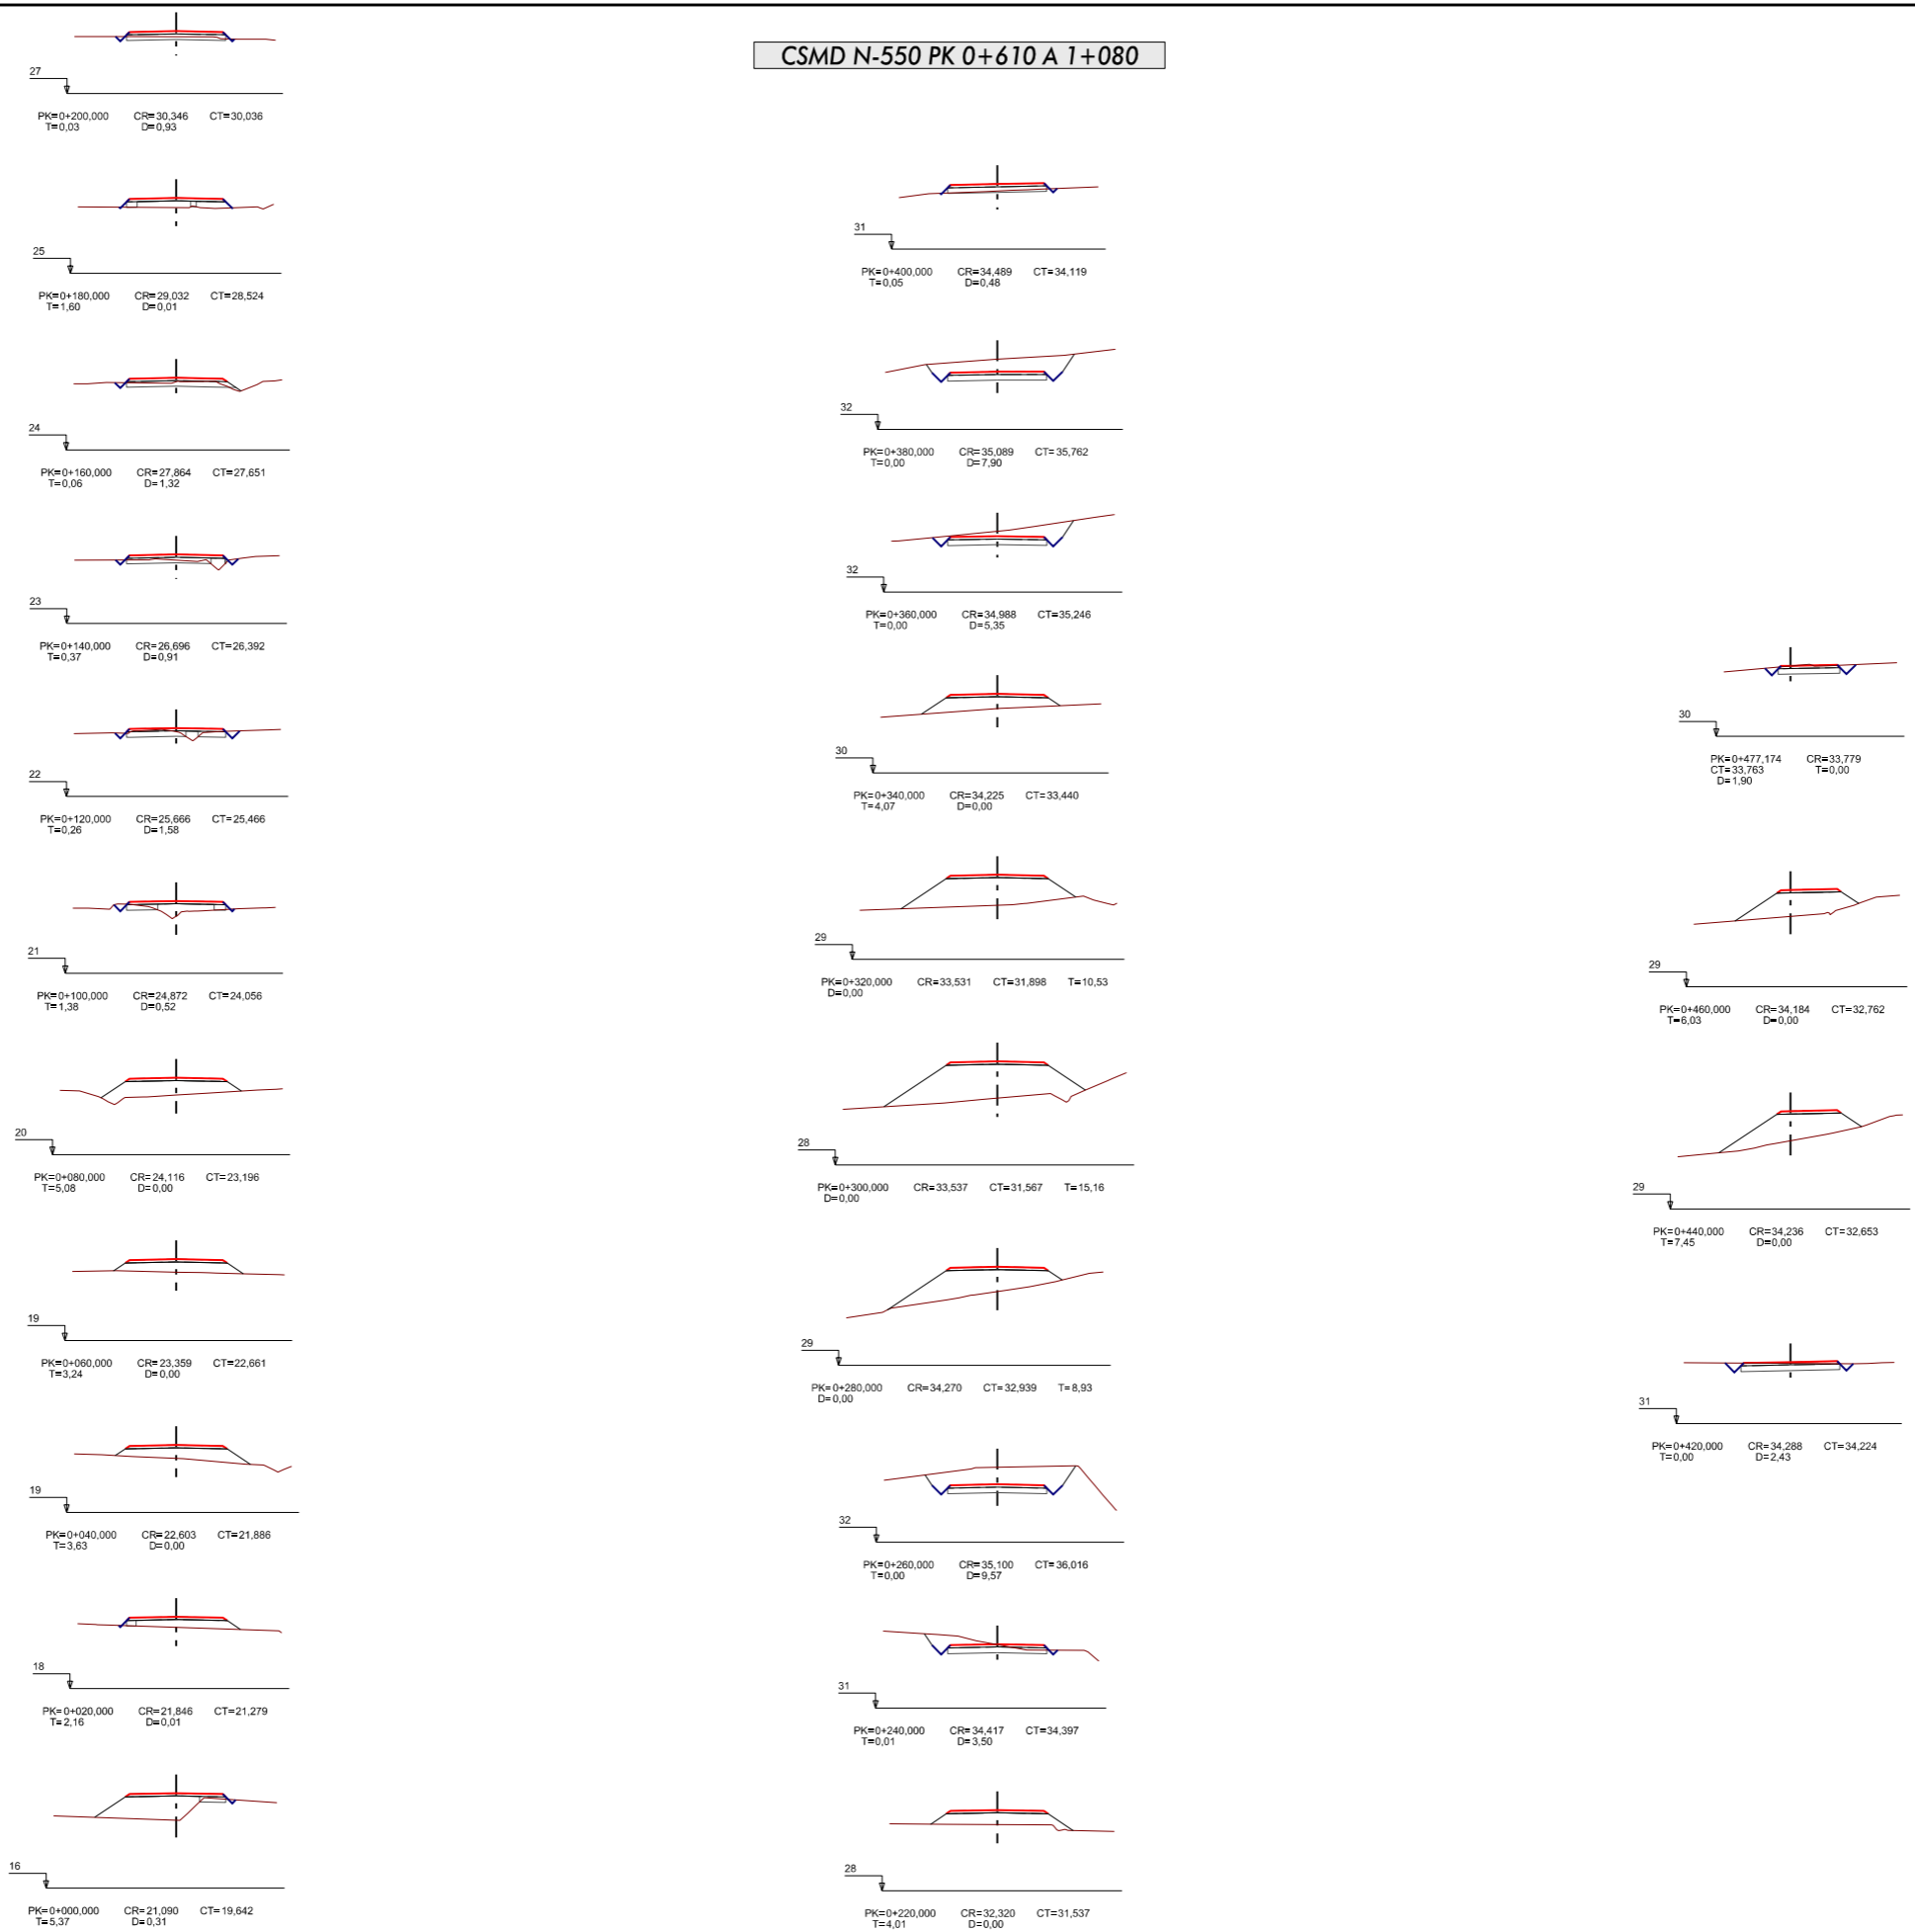 CSMD N-550 PK 0+610 A 1+080
27
PK=0+200,000 CR=30,346 CT=30,036
T=0,03 D=0,93
25
PK=0+180,000 CR=29,032 CT=28,524
T=1,60 D=0,01
24
PK=0+160,000 CR=27,864 CT=27,651
T=0,06 D=1,32
23
PK=0+140,000 CR=26,696 CT=26,392
T=0,37 D=0,91
22
PK=0+120,000 CR=25,666 CT=25,466
T=0,26 D=1,58
21
PK=0+100,000 CR=24,872 CT=24,056
T=1,38 D=0,52
20
PK=0+080,000 CR=24,116 CT=23,196
T=5,08 D=0,00
19
PK=0+060,000 CR=23,359 CT=22,661
T=3,24 D=0,00
19
PK=0+040,000 CR=22,603 CT=21,886
T=3,63 D=0,00
18
PK=0+020,000 CR=21,846 CT=21,279
T=2,16 D=0,01
16
PK=0+000,000 CR=21,090 CT=19,642
T=5,37 D=0,31
31
PK=0+400,000 CR=34,489 CT=34,119
T=0,05 D=0,48
32
PK=0+380,000 CR=35,089 CT=35,762
T=0,00 D=7,90
32
PK=0+360,000 CR=34,988 CT=35,246
T=0,00 D=5,35
30
PK=0+340,000 CR=34,225 CT=33,440
T=4,07 D=0,00
29
PK=0+320,000 CR=33,531 CT=31,898 T=10,53
D=0,00
28
PK=0+300,000 CR=33,537 CT=31,567 T=15,16
D=0,00
29
PK=0+280,000 CR=34,270 CT=32,939 T=8,93
D=0,00
32
PK=0+260,000 CR=35,100 CT=36,016
T=0,00 D=9,57
31
PK=0+240,000 CR=34,417 CT=34,397
T=0,01 D=3,50
28
PK=0+220,000 CR=32,320 CT=31,537
T=4,01 D=0,00
30
PK=0+477,174 CR=33,779
CT=33,763 T=0,00
D=1,90
29
PK=0+460,000 CR=34,184 CT=32,762
T=6,03 D=0,00
29
PK=0+440,000 CR=34,236 CT=32,653
T=7,45 D=0,00
31
PK=0+420,000 CR=34,288 CT=34,224
T=0,00 D=2,43